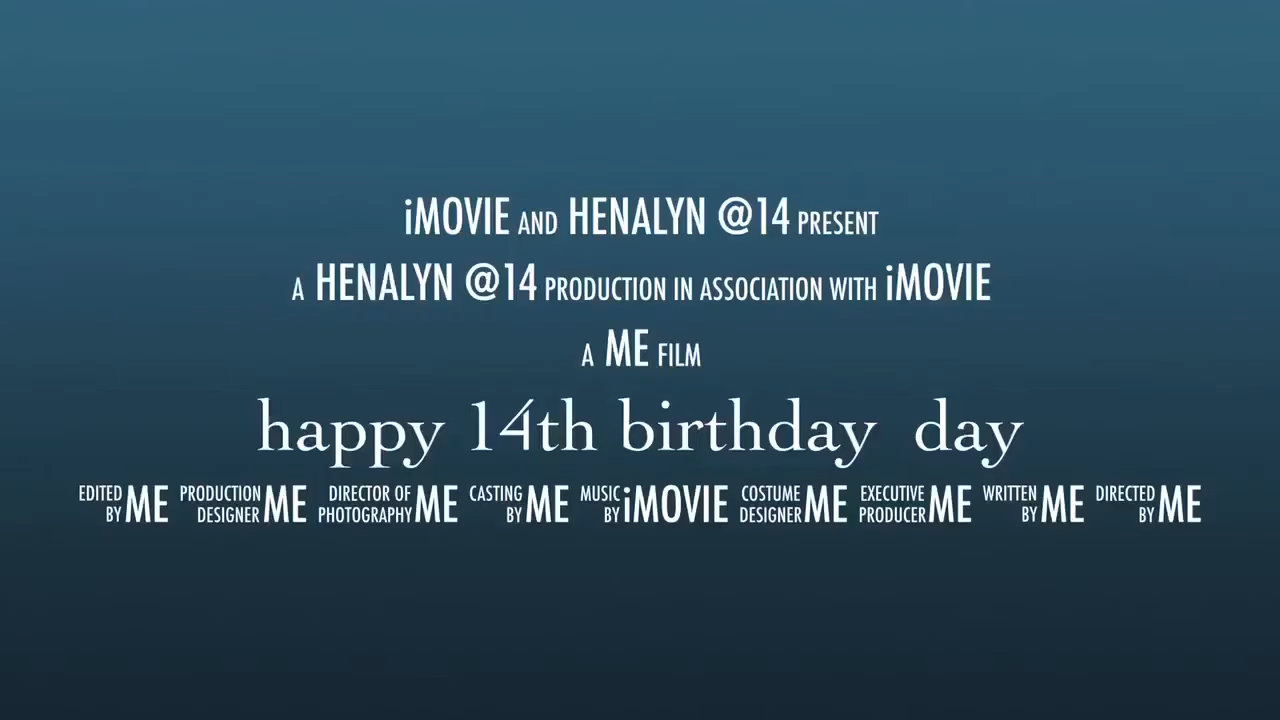 iMOVIE AND HENALYN @14 PRESENT
A HENALYN @14 PRODUCTION IN ASSOCIATION WITH iMOVIE
A ME FILM
happy 14th birthday  day
EDITED BY ME PRODUCTION DESIGNER ME DIRECTOR OF PHOTOGRAPHY ME CASTING BY ME MUSIC BY iMOVIE COSTUME DESIGNER ME EXECUTIVE PRODUCER ME WRITTEN BY ME DIRECTED BY ME